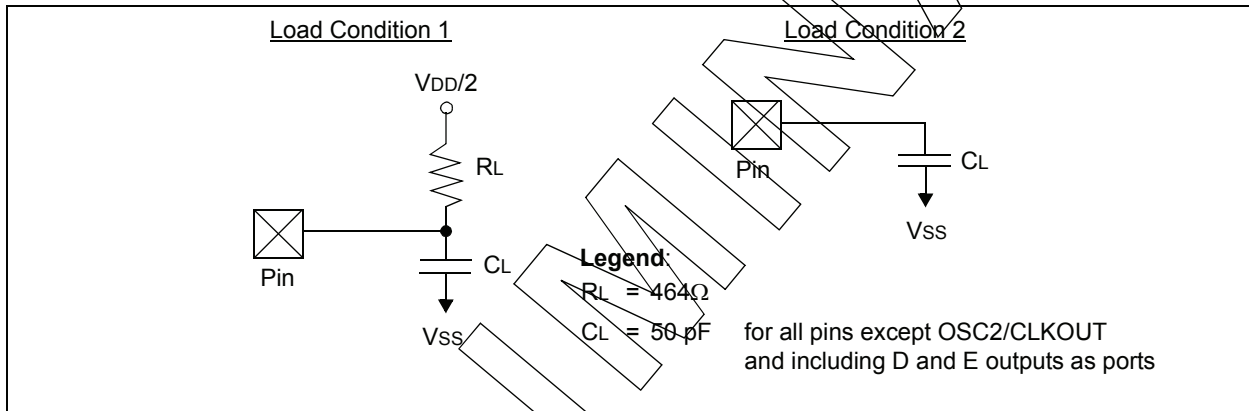 Load Condition 1
Load Condition 2
VDD/2
RL
Pin
CL
VSS
Pin
CL
VSS
Legend:
RL = 464Ω
CL = 50 pF for all pins except OSC2/CLKOUT
and including D and E outputs as ports